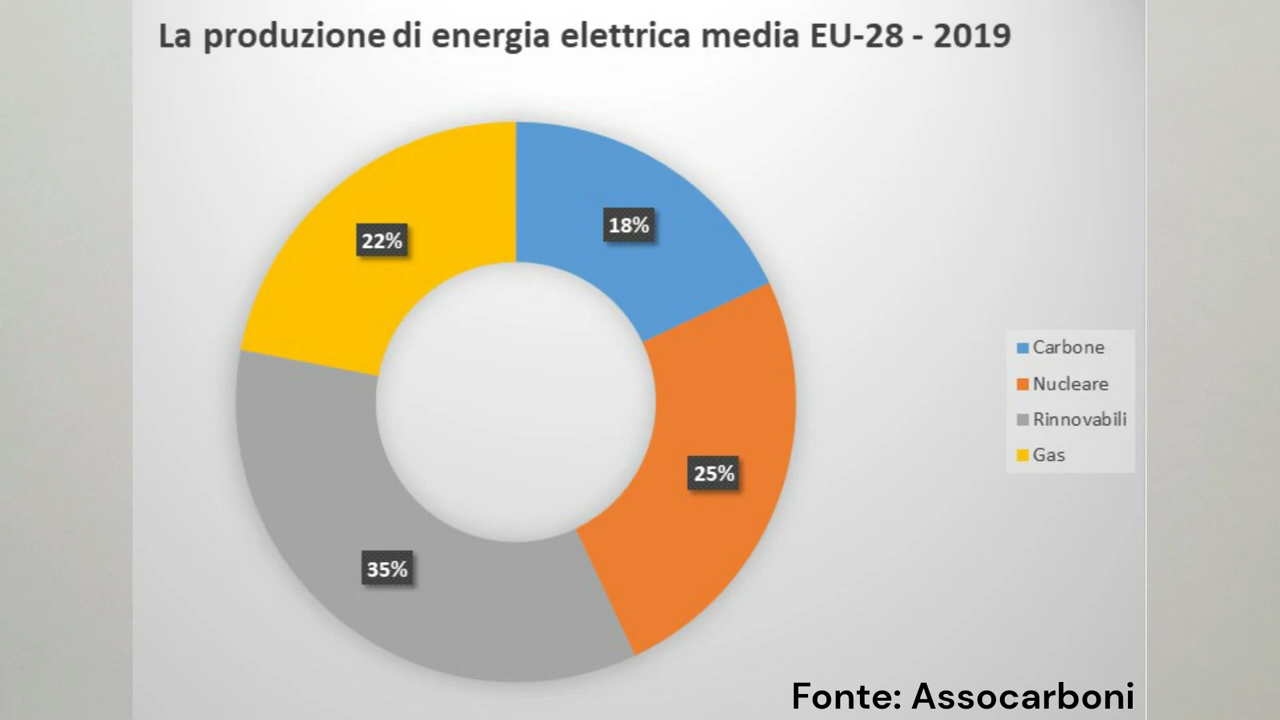 La produzione di energia elettrica media EU-28 - 2019
22%
18%
25%
35%
Carbone
Nucleare
Rinnovabili
Gas
Fonte: Assocarboni